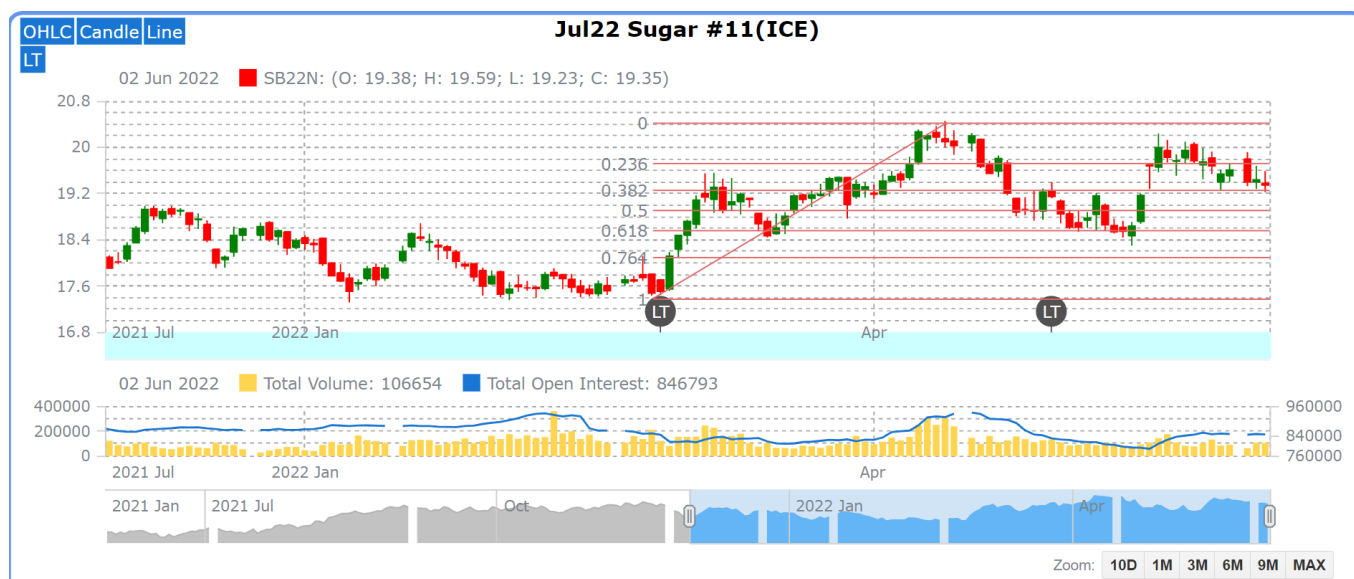 OHLC Candle Line
Jul22 Sugar #11(ICE)
LT
02 Jun 2022 SB22N: (O: 19.38; H: 19.59; L: 19.23; C: 19.35)
20.8
0
20
0.236
19.2
0.382
0.5
18.4
0.618
0.764
17.6
1
LT LT
16.8
2021 Jul 2022 Jan Apr
02 Jun 2022 Total Volume: 106654 Total Open Interest: 846793
400000 960000
200000 840000
0 760000
2021 Jul 2022 Jan Apr
2021 Jan 2021 Jul Oct 2022 Jan Apr
Zoom: 10D 1M 3M 6M 9M MAX